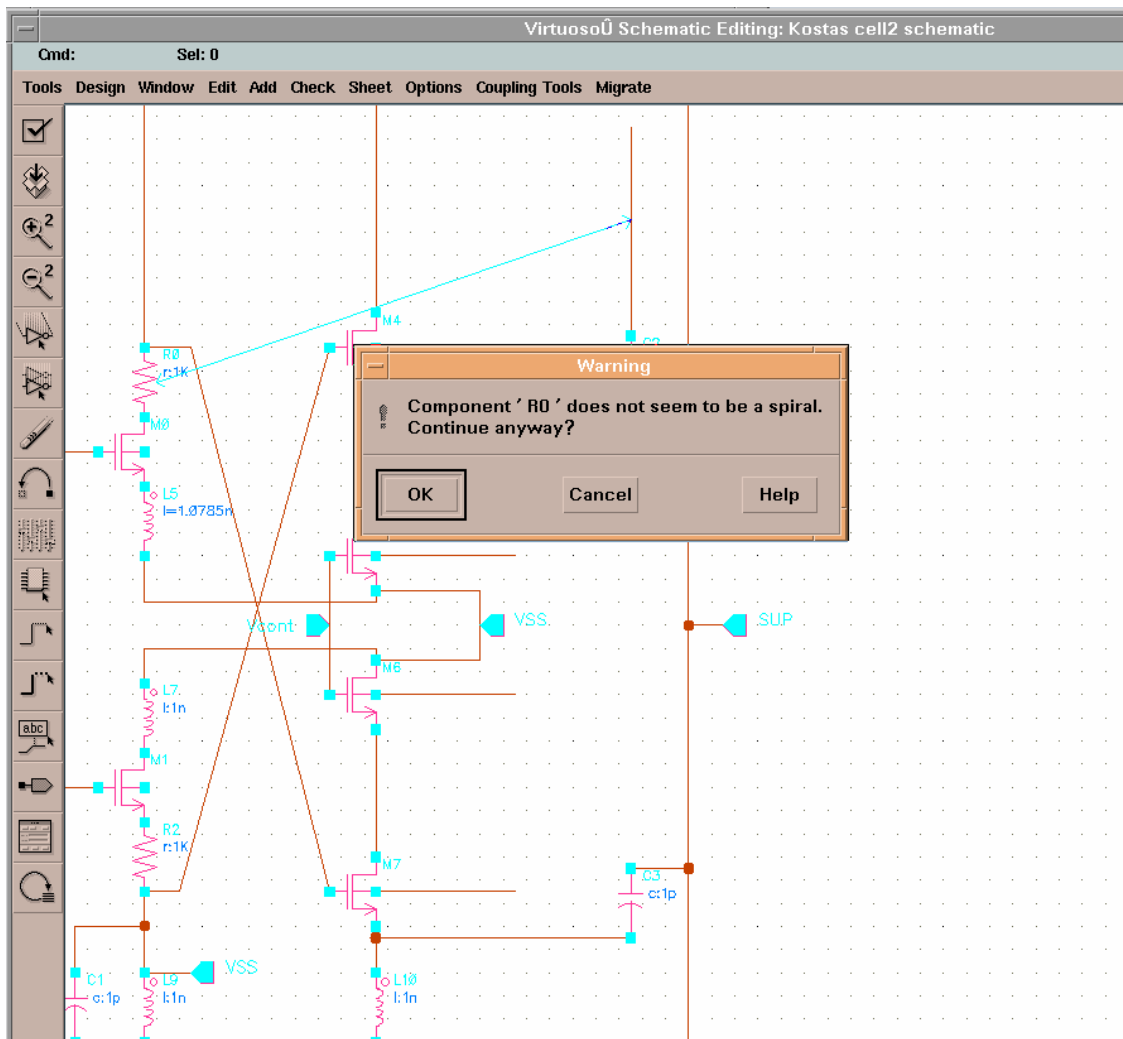 VirtuosoÛ Schematic Editing: Kostas cell2 schematic
Cmd: Sel: 0
Tools Design Window Edit Add Check Sheet Options Coupling Tools Migrate
2
2
abc
M4
R0
r:1K
M0
L5
l=1.0785n
Warning
Component ' R0 ' does not seem to be a spiral.
Continue anyway?
OK Cancel Help
Vcont
VSS
SUP
M6
L7
l:1n
M1
R2
r:1K
M7
C3
c:1p
VSS
C1
c:1p
L9
l:1n
L10
l:1n